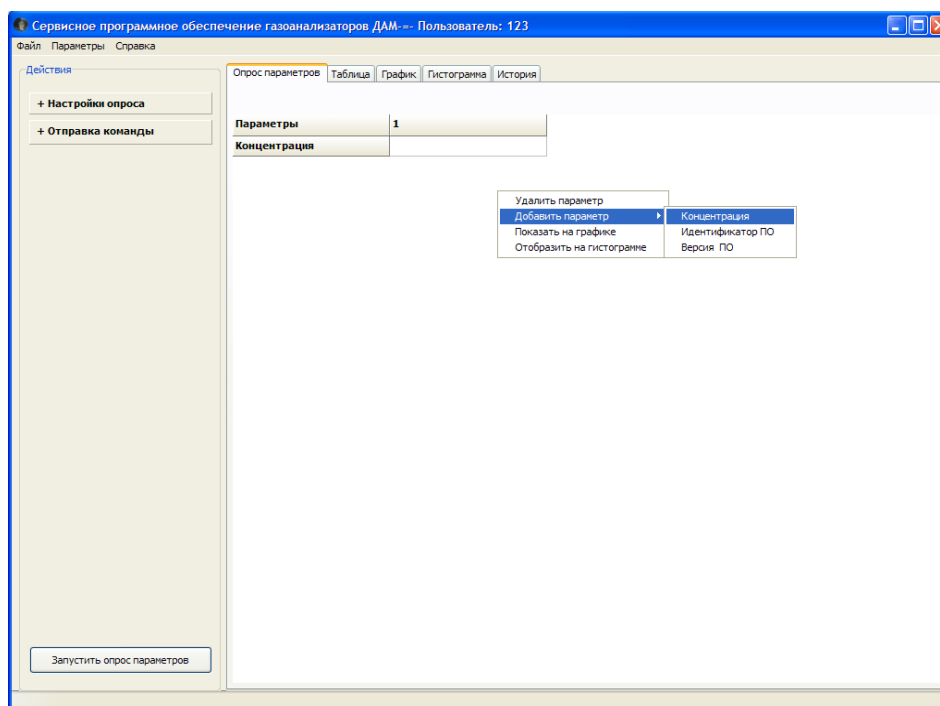 Сервисное программное обеспечение газоанализаторов ДАМ-=- Пользователь: 123
Файл Параметры Справка
Действия
Опрос параметров Таблица График Гистограмма История
+ Настройки опроса
+ Отправка команды
Параметры 1
Концентрация
Удалить параметр
Добавить параметр Концентрация
Показать на графике Идентификатор ПО
Отобразить на гистограмме Версия ПО
Запустить опрос параметров